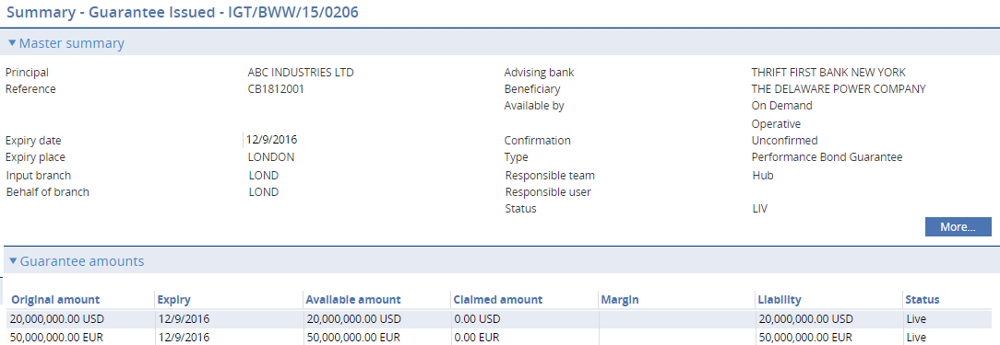 Summary - Guarantee Issued - IGT/BWW/15/0206
Master summary
Principal ABC INDUSTRIES LTD Advising bank THRIFT FIRST BANK NEW YORK
Reference CB1812001 Beneficiary THE DELAWARE POWER COMPANY
Available by On Demand
Operative
Expiry date 12/9/2016 Confirmation Unconfirmed
Expiry place LONDON Type Performance Bond Guarantee
Input branch LOND Responsible team Hub
Behalf of branch LOND Responsible user
Status LIV
More...
Guarantee amounts
Original amount Expiry Available amount Claimed amount Margin Liability Status
20,000,000.00 USD 12/9/2016 20,000,000.00 USD 0.00 USD 20,000,000.00 USD Live
50,000,000.00 EUR 12/9/2016 50,000,000.00 EUR 0.00 EUR 50,000,000.00 EUR Live